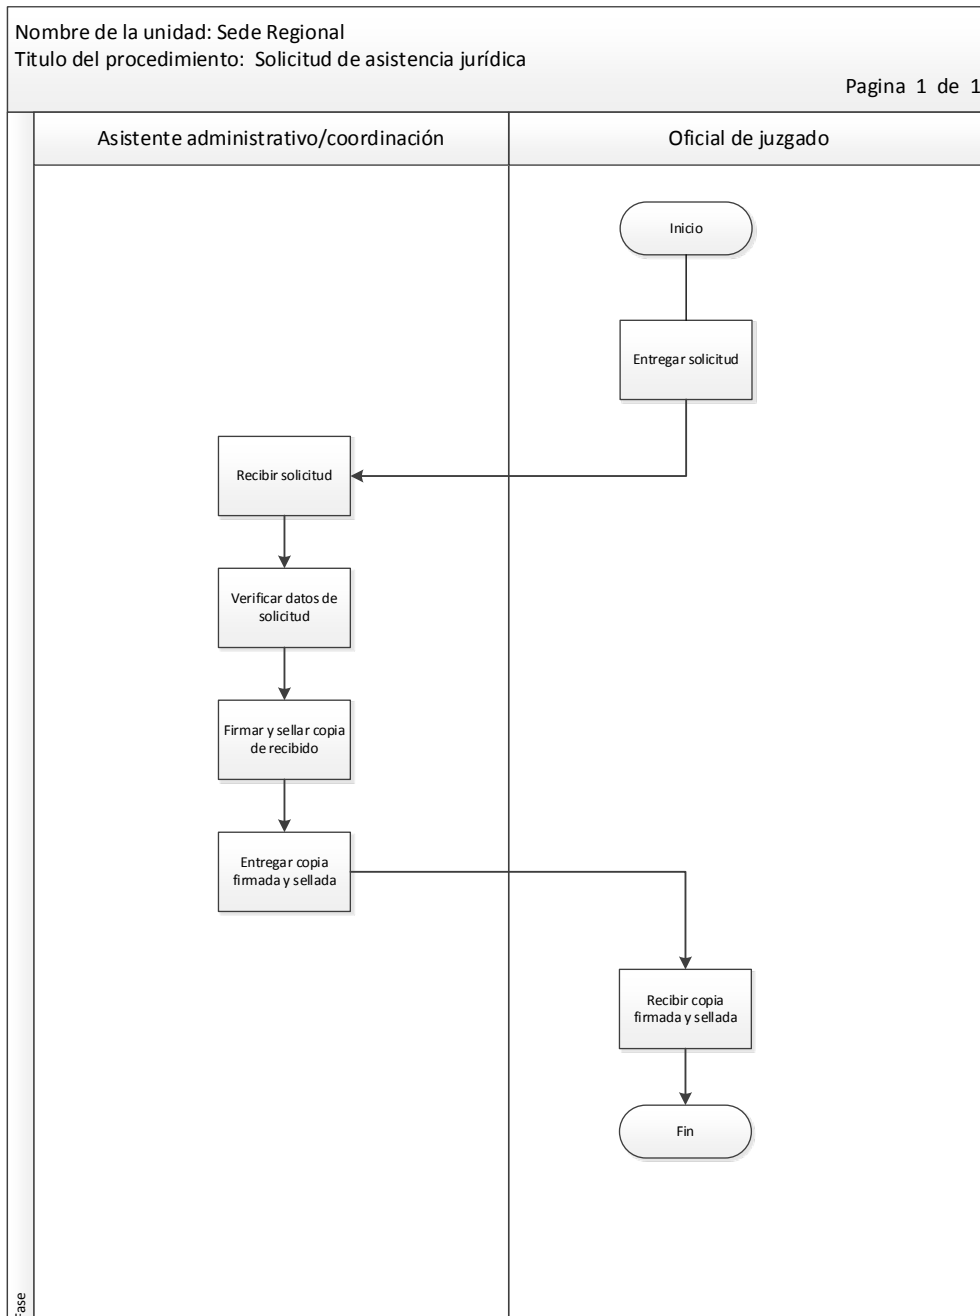 Nombre de la unidad: Sede Regional
Titulo del procedimiento: Solicitud de asistencia jurídica
Pagina 1 de 1
Asistente administrativo/coordinación
Oficial de juzgado
Inicio
Entregar solicitud
Recibir solicitud
Verificar datos de
solicitud
Firmar y sellar copia
de recibido
Entregar copia
firmada y sellada
Recibir copia
firmada y sellada
Fin
Fase